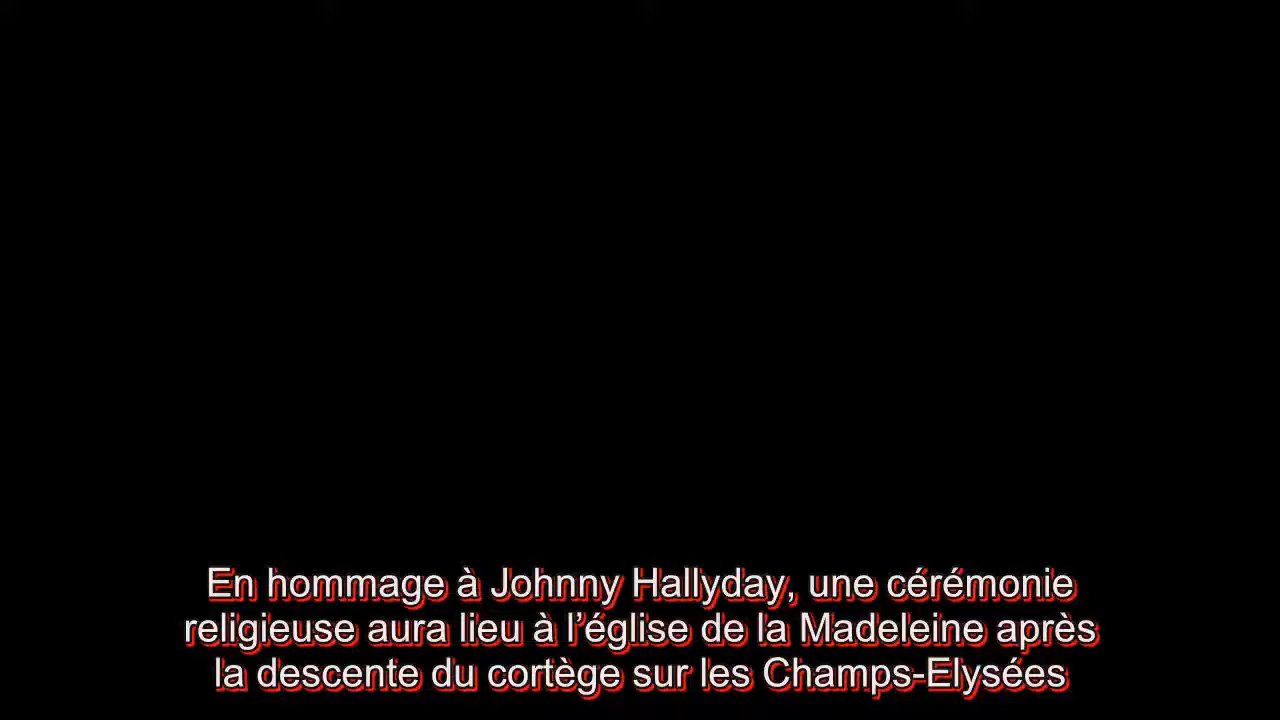 En hommage à Johnny Hallyday, une cérémonie
religieuse aura lieu à l’église de la Madeleine après
la descente du cortège sur les Champs-Elysées